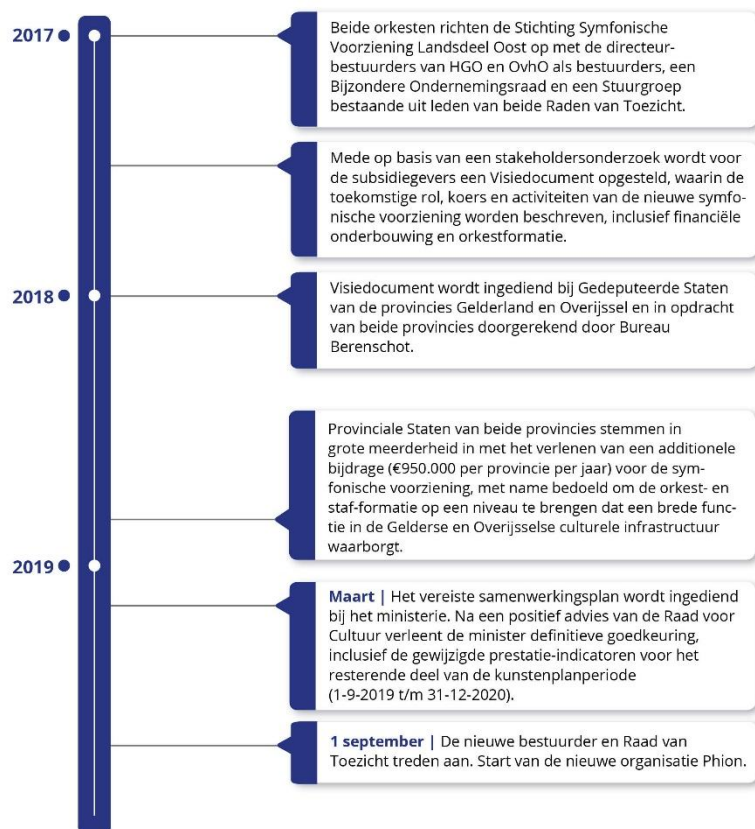 2017
Beide orkesten richten de Stichting Symfonische
Voorziening Landsdeel Oost op met de directeur-
bestuurders van HGO en OvhO als bestuurders, een
Bijzondere Ondernemingsraad en een Stuurgroep
bestaande uit leden van beide Raden van Toezicht.
Mede op basis van een stakeholdersonderzoek wordt voor
de subsidiegevers een Visiedocument opgesteld, waarin de
toekomstige rol, koers en activiteiten van de nieuwe symfo-
nische voorziening worden beschreven, inclusief financiële
onderbouwing en orkestformatie.
2018
Visiedocument wordt ingediend bij Gedeputeerde Staten
van de provincies Gelderland en Overijssel en in opdracht
van beide provincies doorgerekend door Bureau
Berenschot.
Provinciale Staten van beide provincies stemmen in
grote meerderheid in met het verlenen van een additionele
bijdrage (€950.000 per provincie per jaar) voor de sym-
fonische voorziening, met name bedoeld om de orkest- en
staf-formatie op een niveau te brengen dat een brede func-
tie in de Gelderse en Overijsselse culturele infrastructuur
waarborgt.
2019
Maart | Het vereiste samenwerkingsplan wordt ingediend
bij het ministerie. Na een positief advies van de Raad voor
Cultuur verleent de minister definitieve goedkeuring,
inclusief de gewijzigde prestatie-indicatoren voor het
resterende deel van de kunstenplanperiode
(1-9-2019 t/m 31-12-2020).
1 september | De nieuwe bestuurder en Raad van
Toezicht treden aan. Start van de nieuwe organisatie Phion.